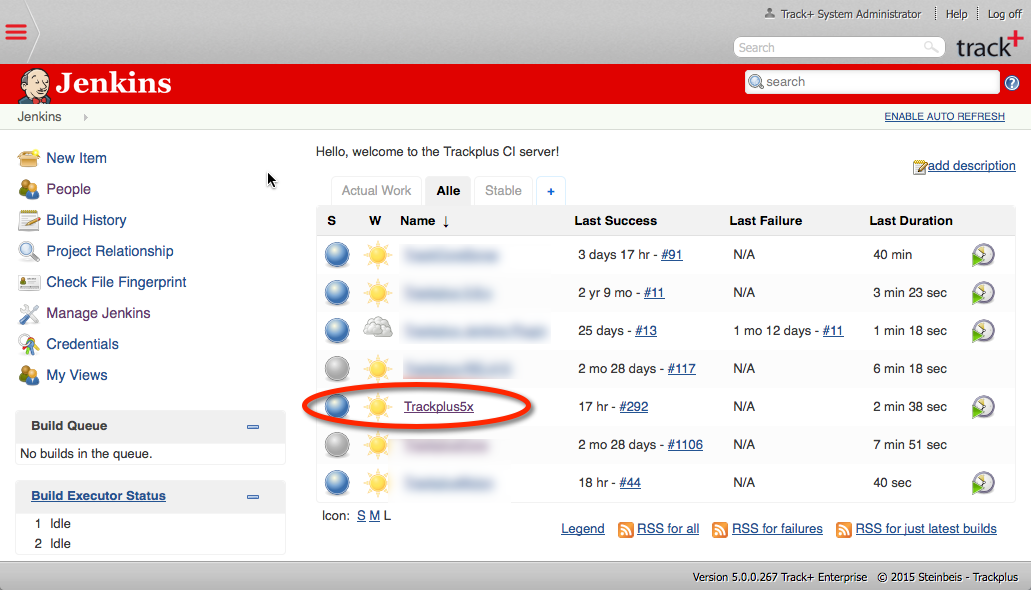 Track+ System Administrator Help Log off
Search
track+
Jenkins
search
Jenkins
ENABLE AUTO REFRESH
New Item
People
Build History
Project Relationship
Check File Fingerprint
Manage Jenkins
Credentials
My Views
Build Queue
No builds in the queue.
Build Executor Status
1 Idle
2 Idle
Hello, welcome to the Trackplus CI server!
add description
Actual Work Alle Stable +
S W Name ↓ Last Success Last Failure Last Duration
3 days 17 hr - #91 N/A 40 min
2 yr 9 mo - #11 N/A 3 min 23 sec
25 days - #13 1 mo 12 days - #11 1 min 18 sec
2 mo 28 days - #117 N/A 6 min 18 sec
Trackplus5x 17 hr - #292 N/A 2 min 38 sec
2 mo 28 days - #1106 N/A 7 min 51 sec
18 hr - #44 N/A 40 sec
Icon: S M L
Legend RSS for all RSS for failures RSS for just latest builds
Version 5.0.0.267 Track+ Enterprise © 2015 Steinbeis - Trackplus